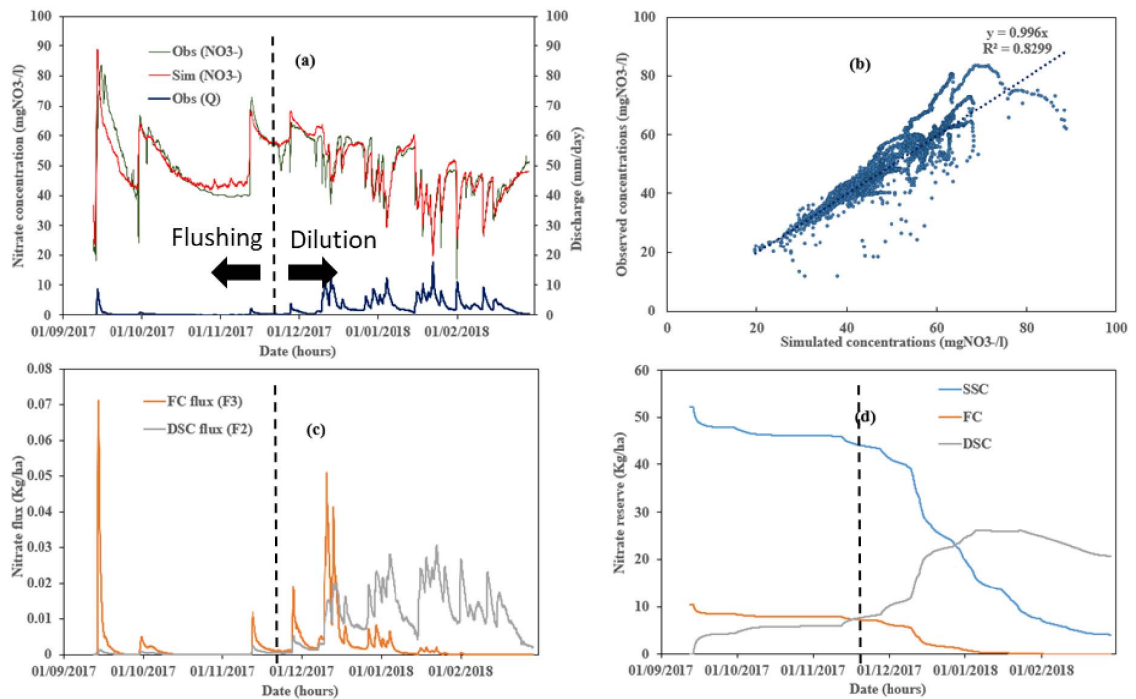 Nitrate concentration (mgNO3-/l)
100
90
80
70
60
50
40
30
20
10
0
Obs (NO3-)
Sim (NO3-)
Obs (Q)
(a)
Flushing
Dilution
100
90
80
70
60
50
40
30
20
10
0
Discharge (mm/day)
01/09/2017 01/10/2017 01/11/2017 01/12/2017 01/01/2018 01/02/2018
Date (hours)
Observed concentrations (mgNO3-/l)
100
80
60
40
20
0
y = 0.996x
R² = 0.8299
(b)
0 20 40 60 80 100
Simulated concentrations (mgNO3-/l)
Nitrate flux (Kg/ha)
0.08
0.07
0.06
0.05
0.04
0.03
0.02
0.01
0
FC flux (F3)
DSC flux (F2)
(c)
01/09/2017 01/10/2017 01/11/2017 01/12/2017 01/01/2018 01/02/2018
Date (hours)
Nitrate reserve (Kg/ha)
60
50
40
30
20
10
0
SSC
FC
DSC
(d)
01/09/2017 01/10/2017 01/11/2017 01/12/2017 01/01/2018 01/02/2018
Date (hours)